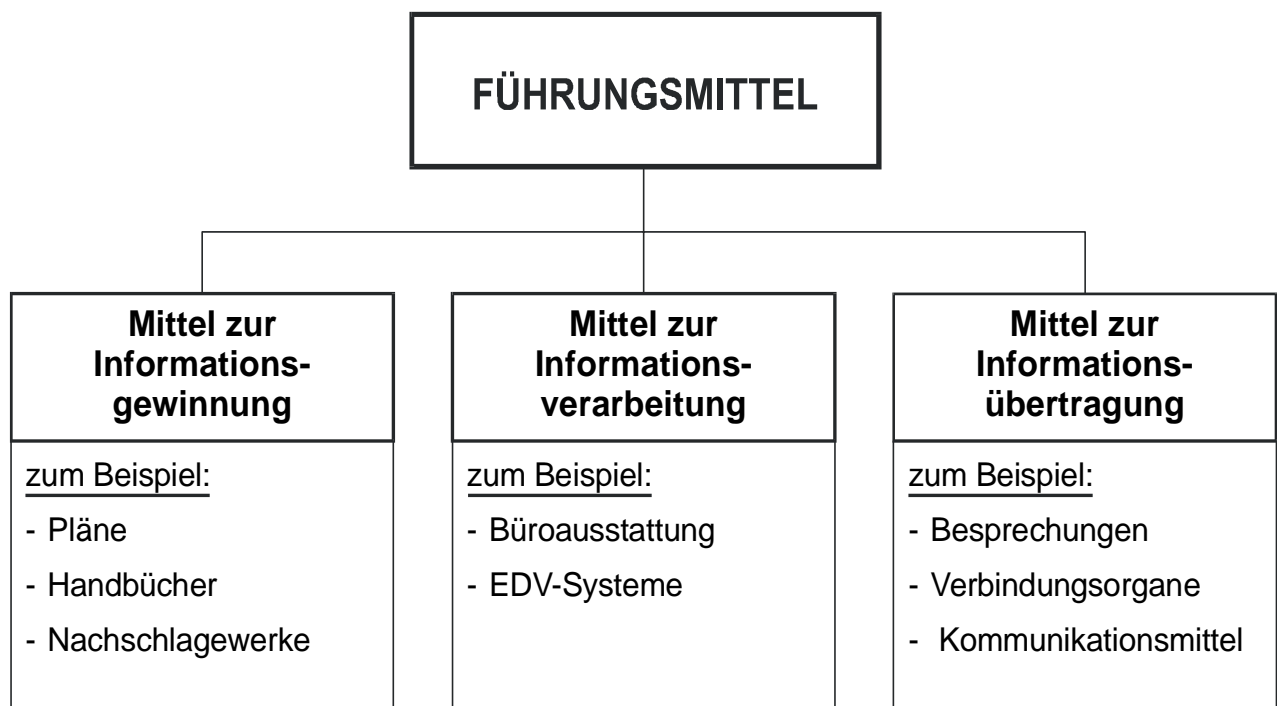 FÜHRUNGSMITTEL
Mittel zur
Informations-
gewinnung
zum Beispiel:
- Pläne
- Handbücher
- Nachschlagewerke
Mittel zur
Informations-
verarbeitung
zum Beispiel:
- Büroausstattung
- EDV-Systeme
Mittel zur
Informations-
übertragung
zum Beispiel:
- Besprechungen
- Verbindungsorgane
- Kommunikationsmittel